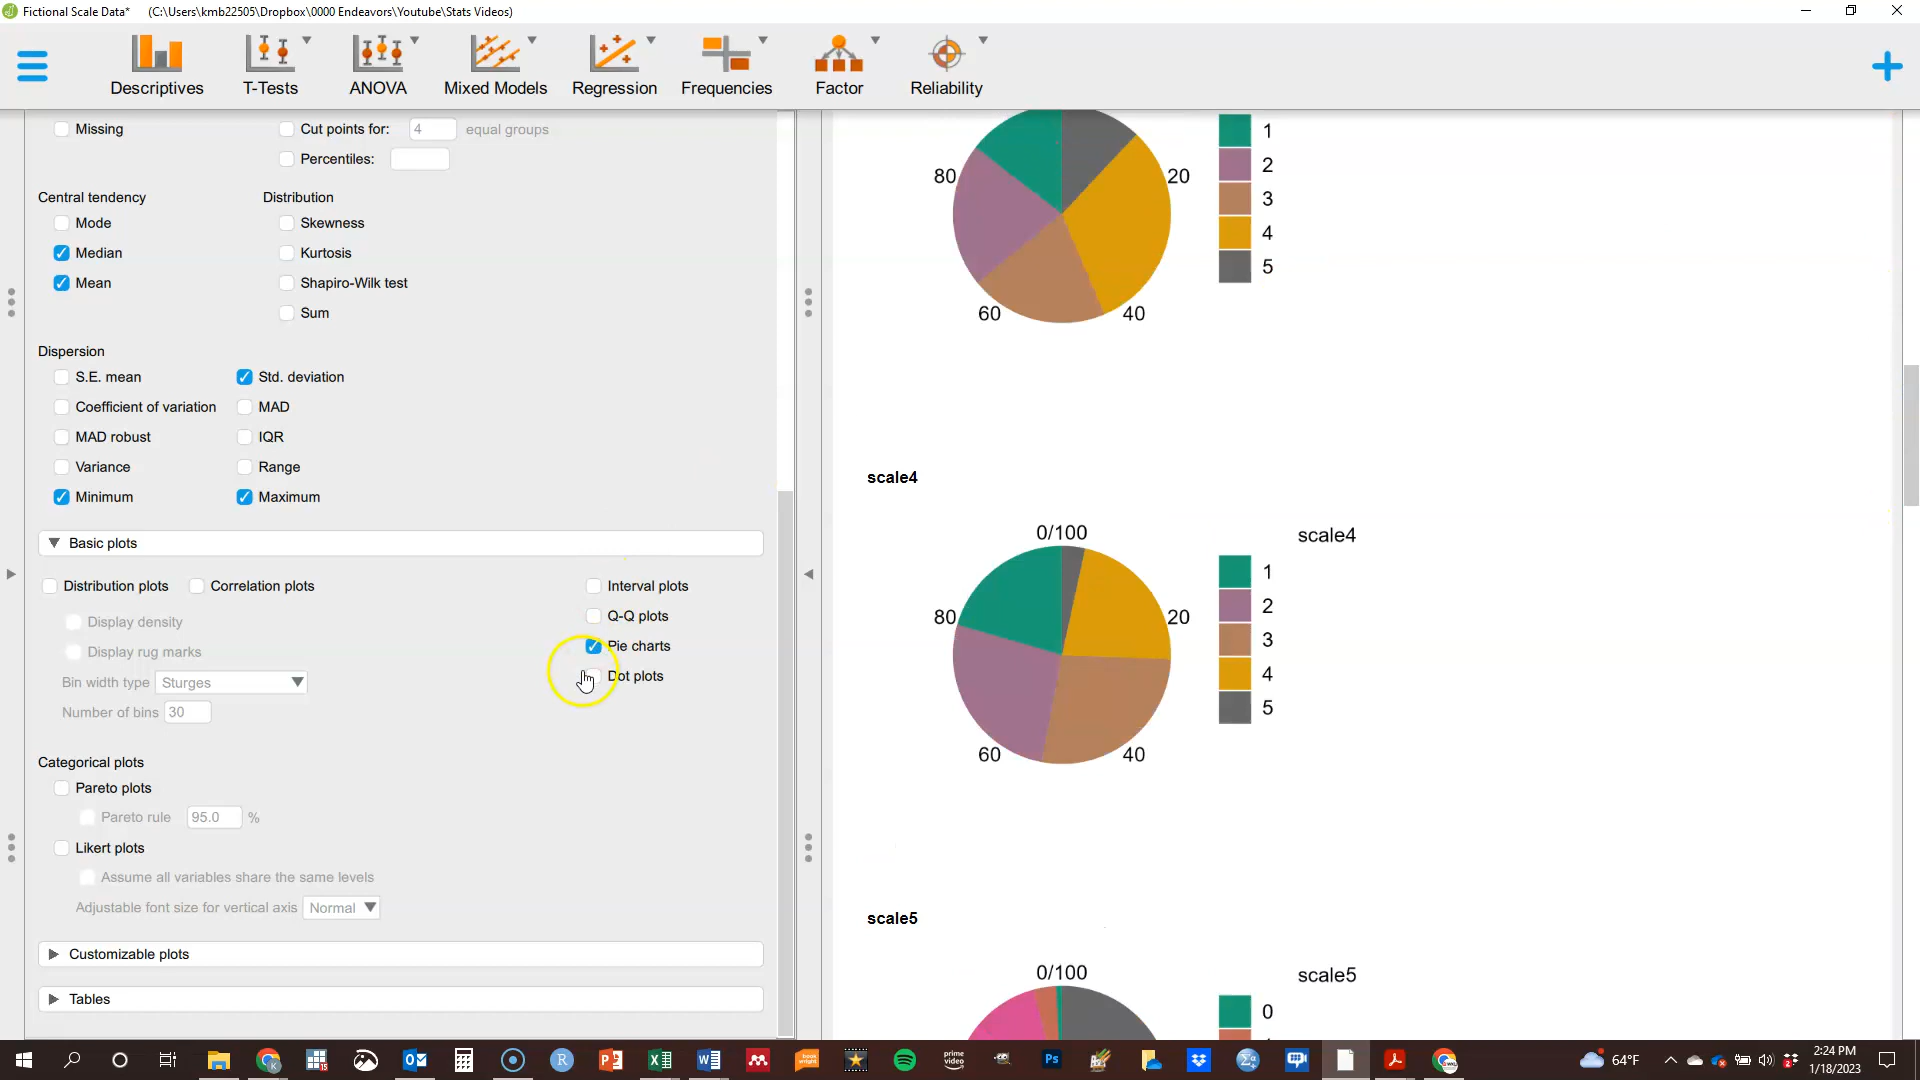 Fictional Scale Data* (C:\Users\kmb22505\Dropbox\0000 Endeavors\Youtube\Stats Videos)
Descriptives T-Tests ANOVA Mixed Models Regression Frequencies Factor Reliability
Missing
Cut points for: 4 equal groups
Percentiles:
Central tendency
Mode
Median
Mean
Distribution
Skewness
Kurtosis
Shapiro-Wilk test
Sum
Dispersion
S.E. mean
Std. deviation
Coefficient of variation
MAD
MAD robust
IQR
Variance
Range
Minimum
Maximum
Basic plots
Distribution plots
Correlation plots
Display density
Display rug marks
Bin width type Sturges
Number of bins 30
Interval plots
Q-Q plots
Pie charts
Dot plots
Categorical plots
Pareto plots
Pareto rule 95.0 %
Likert plots
Assume all variables share the same levels
Adjustable font size for vertical axis Normal
Customizable plots
Tables
80
20
60
40
1
2
3
4
5
scale4
0/100
80
20
60
40
scale4
1
2
3
4
5
scale5
0/100
scale5
0
64°F
2:24 PM
1/18/2023